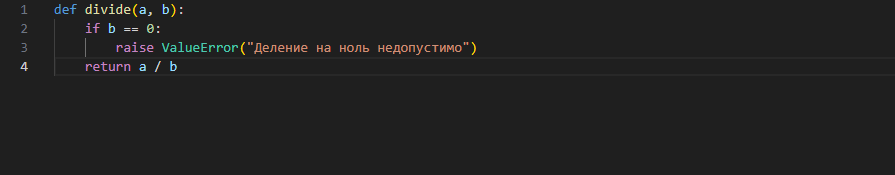 1 def divide(a, b):
2     if b == 0:
3         raise ValueError("Деление на ноль недопустимо")
4     return a / b